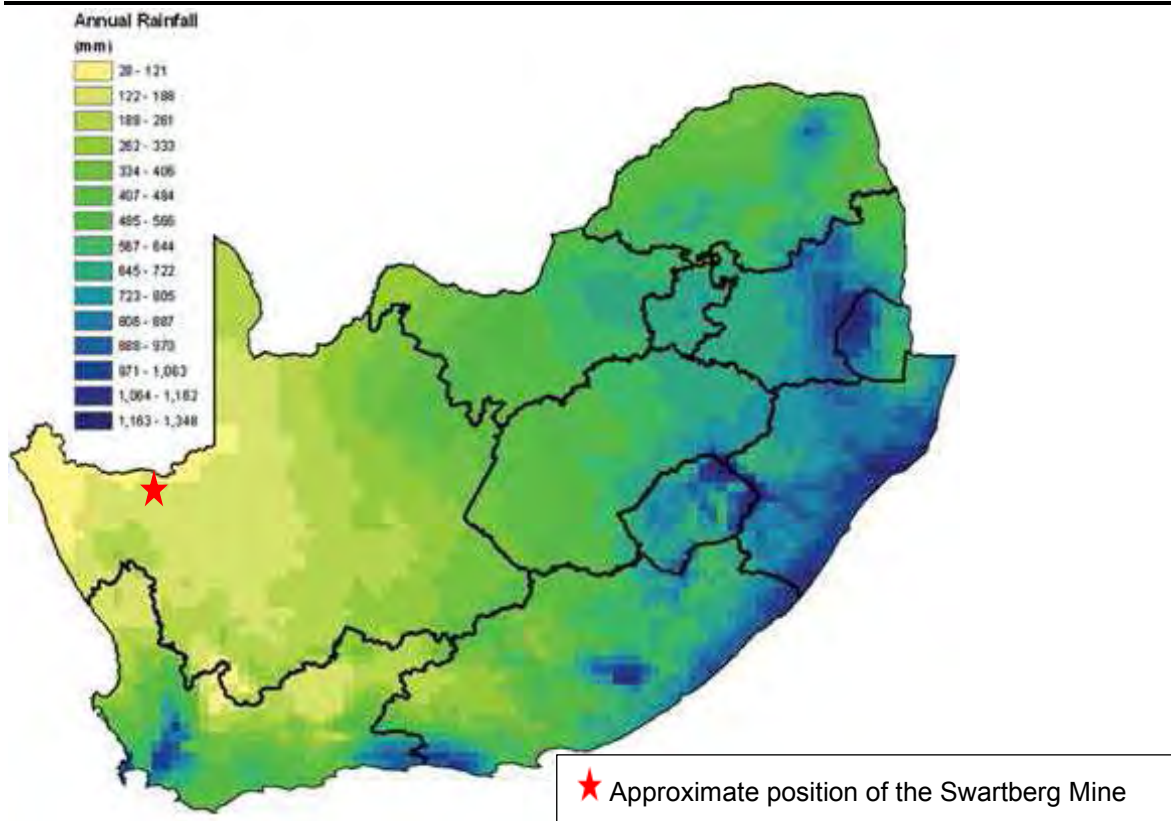 Annual Rainfall
(mm)
28 - 121
122 - 188
189 - 261
262 - 333
334 - 406
407 - 484
485 - 566
567 - 644
645 - 722
723 - 805
806 - 887
888 - 970
971 - 1,063
1,064 - 1,162
1,163 - 1,348
Approximate position of the Swartberg Mine